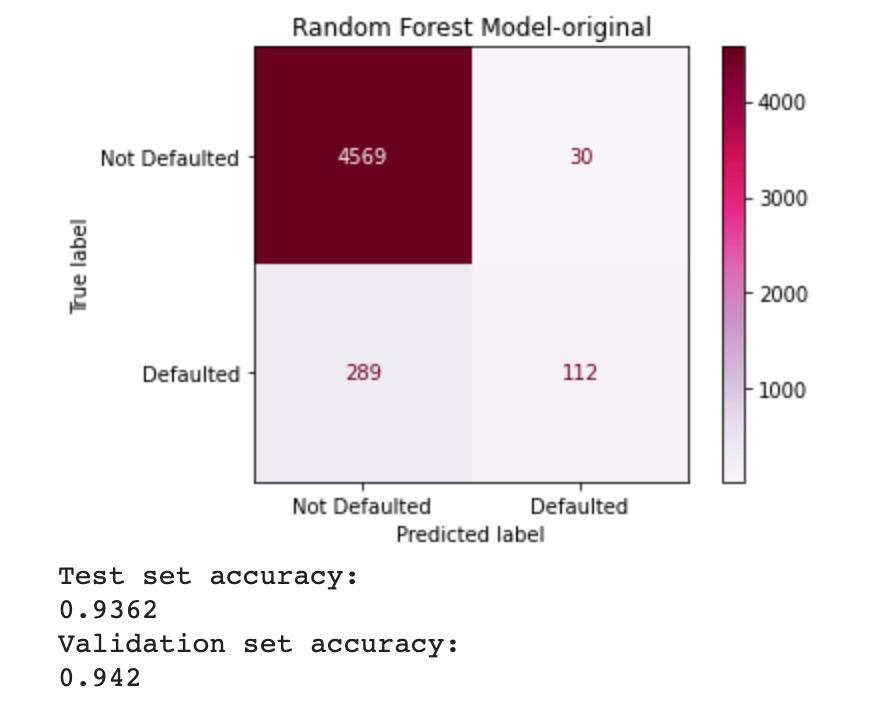 Random Forest Model-original
4000
3000
2000
1000
True label
Not Defaulted
4569
30
Defaulted
289
112
Not Defaulted
Defaulted
Predicted label
Test set accuracy:
0.9362
Validation set accuracy:
0.942